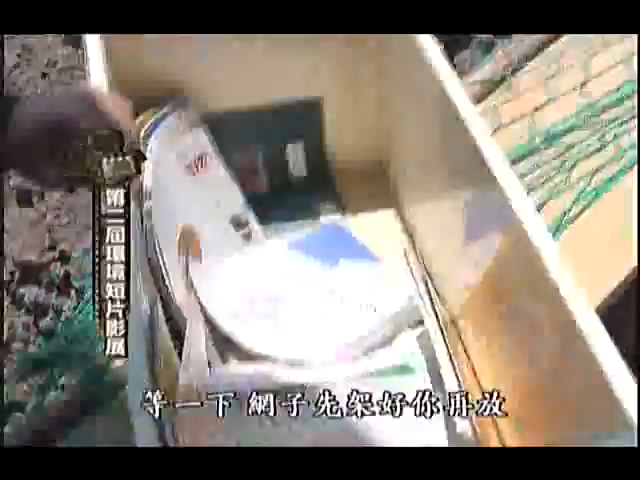 第二屆環境短片影展
等一下 網子先架好你再放